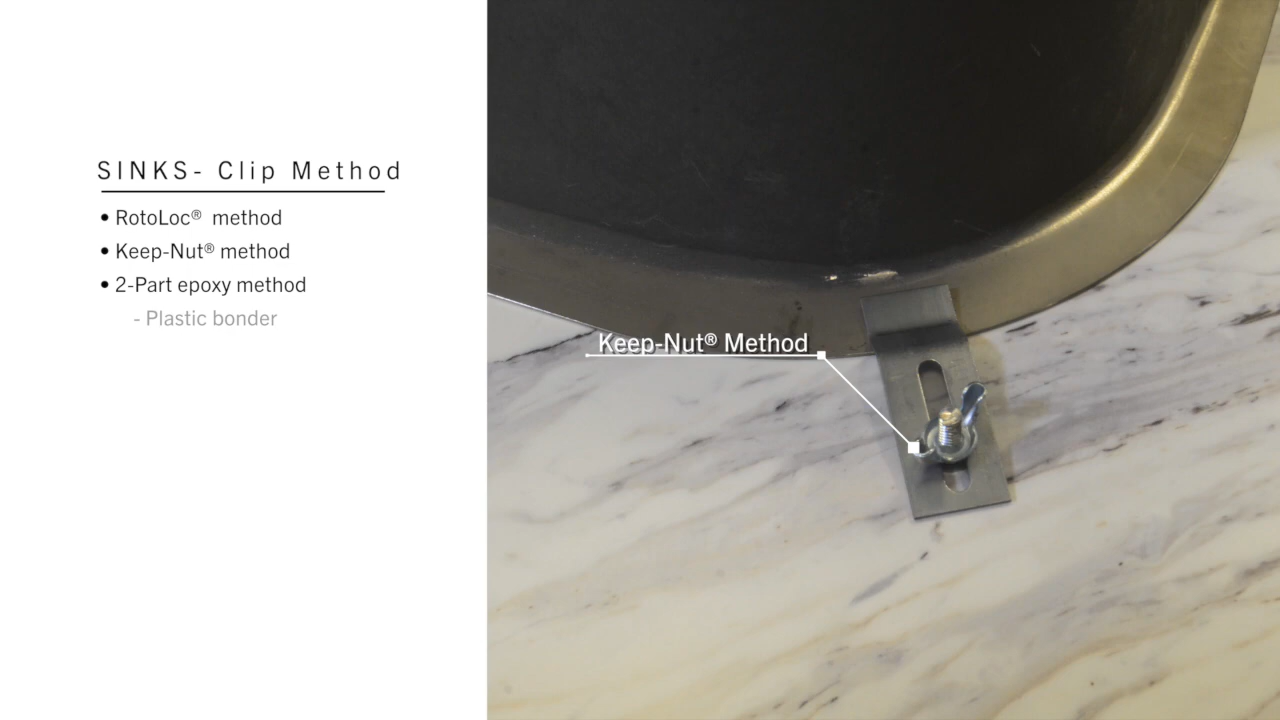 SINKS- Clip Method
• RotoLoc® method
• Keep-Nut® method
• 2-Part epoxy method
- Plastic bonder
Keep-Nut® Method